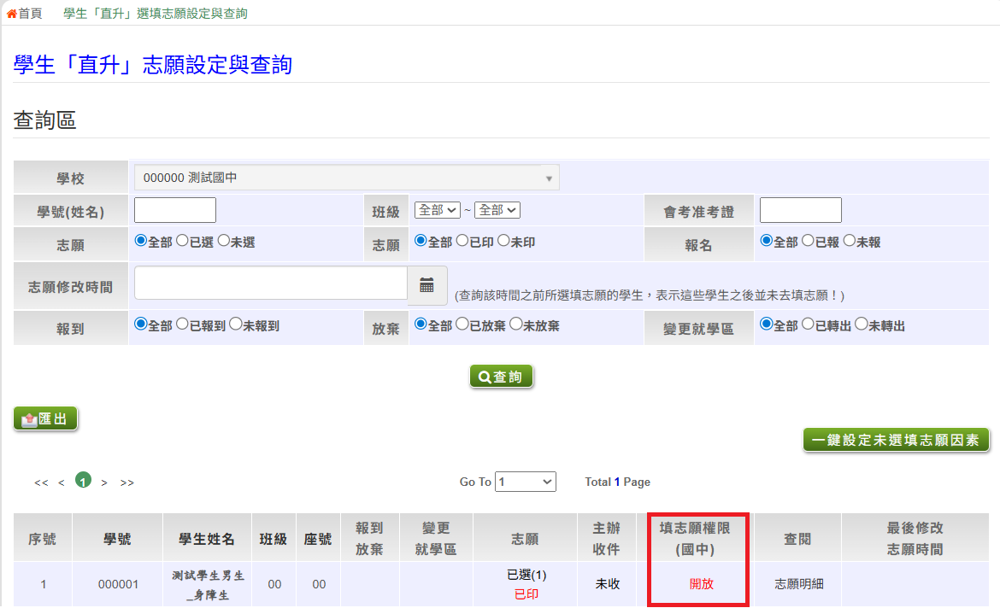 首頁 學生「直升」選填志願設定與查詢
學生「直升」志願設定與查詢
查詢區
學校 000000 測試國中
學號(姓名) 班級 全部 ~ 全部 會考准考證
志願 全部 已選 未選 志願 全部 已印 未印 報名 全部 已報 未報
志願修改時間 (查詢該時間之前所選填志願的學生，表示這些學生之後並未去填志願！)
報到 全部 已報到 未報到 放棄 全部 已放棄 未放棄 變更就學區 全部 已轉出 未轉出
查詢
匯出
一鍵設定未選填志願因素
<< < 1 > >> Go To 1 Total 1 Page
序號 學號 學生姓名 班級 座號 報到 變更 志願 主辦 填志願權限 查閱 最後修改
放棄 就學區 收件 (國中) 志願時間
1 000001 測試學生男生 00 00 已選(1) 未收 開放 志願明細
_身障生 已印